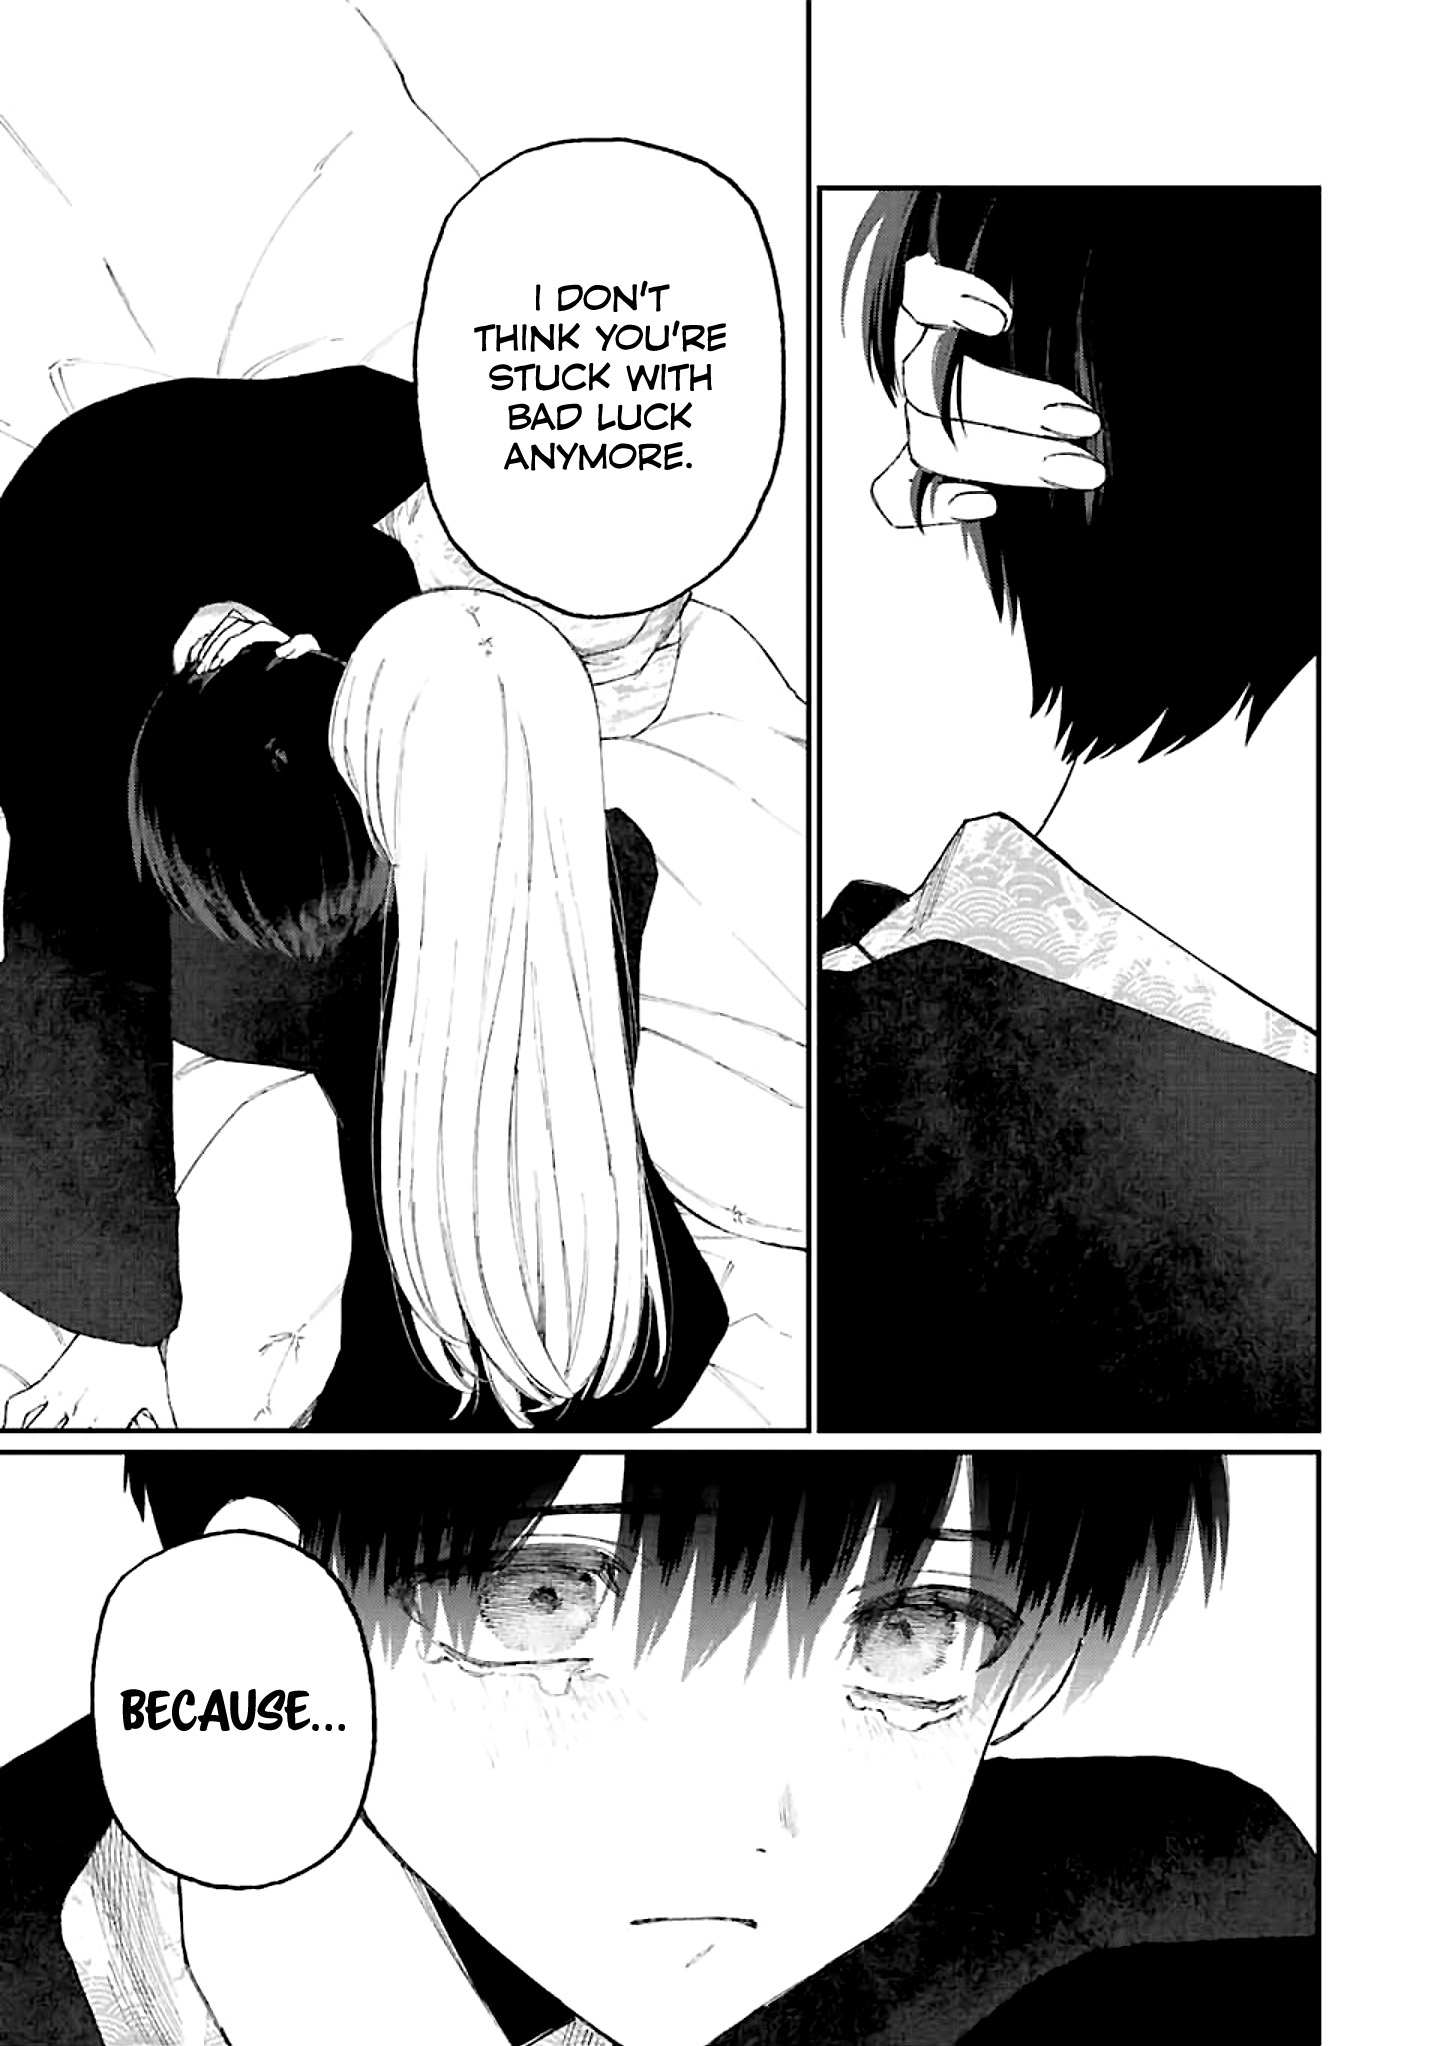 I DON'T
THINK YOU'RE
STUCK WITH
BAD LUCK
ANYMORE.
BECAUSE...